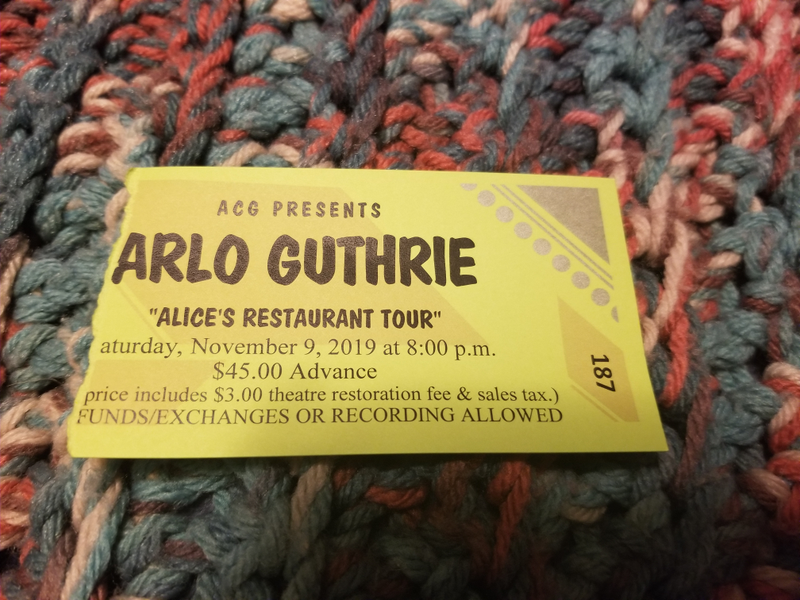 ACG PRESENTS
ARLO GUTHRIE
"ALICE'S RESTAURANT TOUR"
aturday, November 9, 2019 at 8:00 p.m.
$45.00 Advance
price includes $3.00 theatre restoration fee & sales tax.)
FUNDS/EXCHANGES OR RECORDING ALLOWED
187